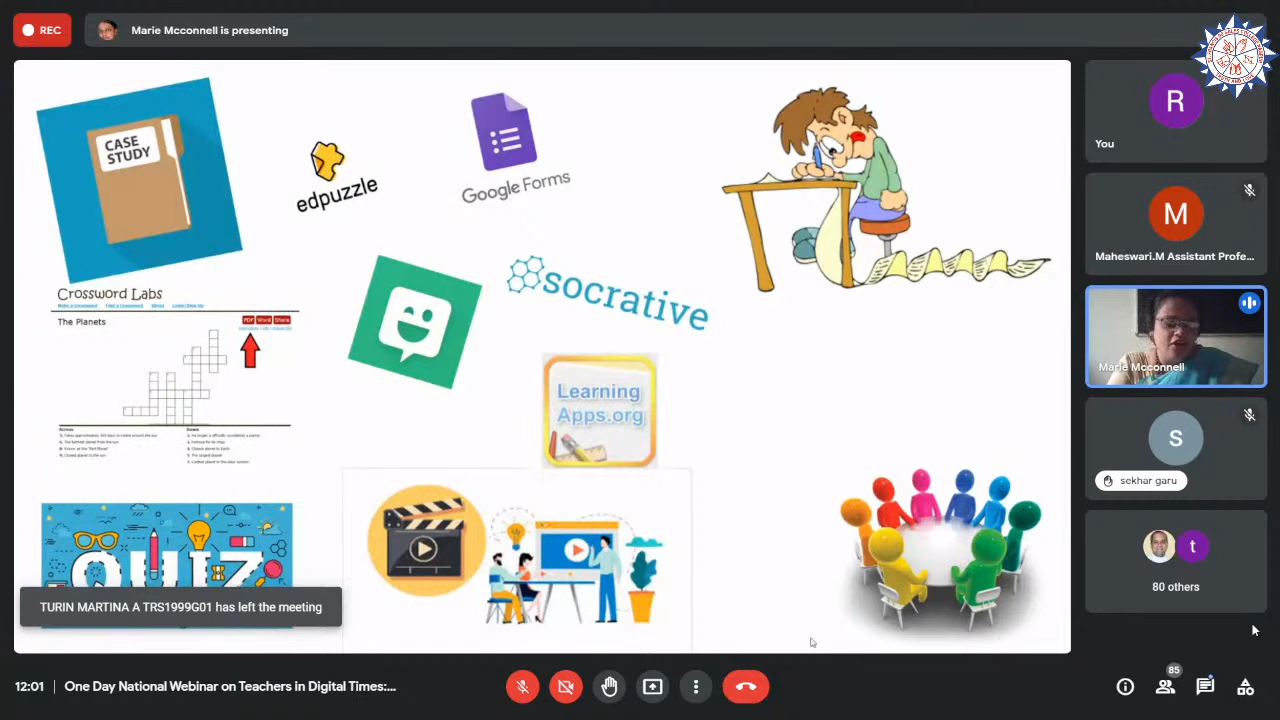 REC
Marie Mcconnell is presenting
CASE
STUDY
edpuzzle
Google Forms
socrative
Crossword Labs
The Planets
PDF Word Share
Learning
Apps.org
QUIZ
TURIN MARTINA A TRS1999G01 has left the meeting
R
You
M
Maheswari.M Assistant Profe...
Marie Mcconnell
s
sekhar garu
t
80 others
12:01 | One Day National Webinar on Teachers in Digital Times:...
85